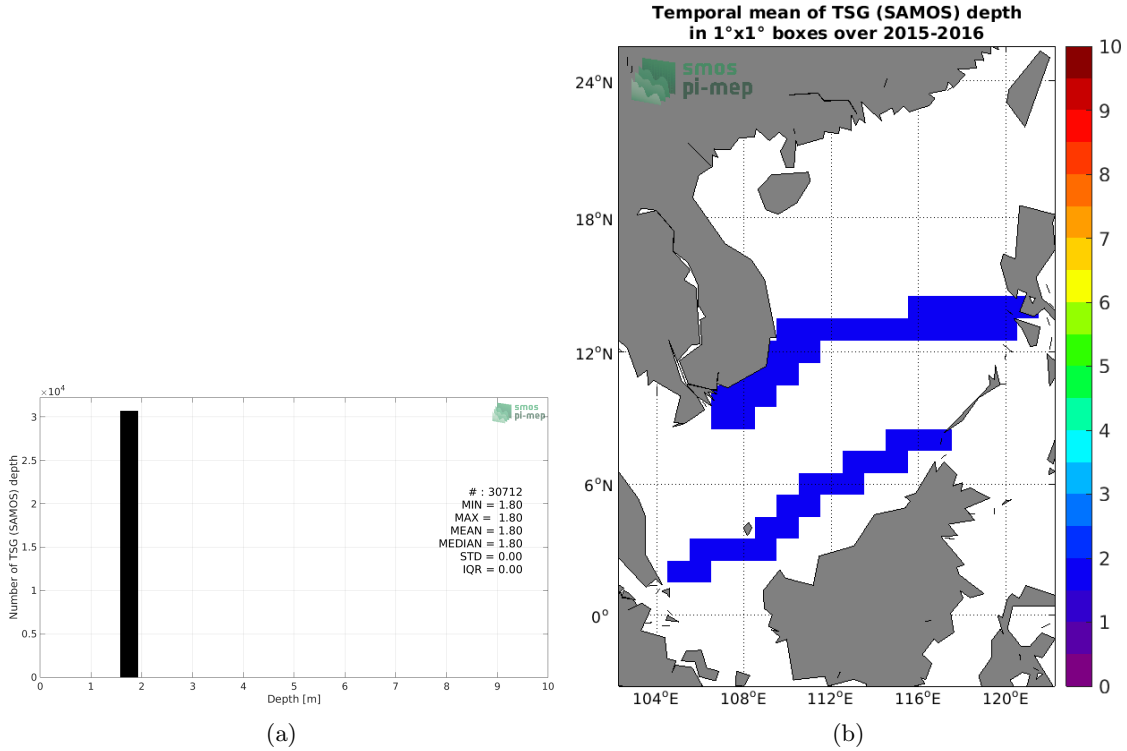 ×10⁴
3
2.5
2
1.5
1
0.5
0
Number of TSG (SAMOS) depth
smos
pi-mep
# : 30712
MIN = 1.80
MAX = 1.80
MEAN = 1.80
MEDIAN = 1.80
STD = 0.00
IQR = 0.00
0 1 2 3 4 5 6 7 8 9 10
Depth [m]
(a)
Temporal mean of TSG (SAMOS) depth
in 1°x1° boxes over 2015-2016
smos
pi-mep
24°N
18°N
12°N
6°N
0°
104°E 108°E 112°E 116°E 120°E
10
9
8
7
6
5
4
3
2
1
0
(b)